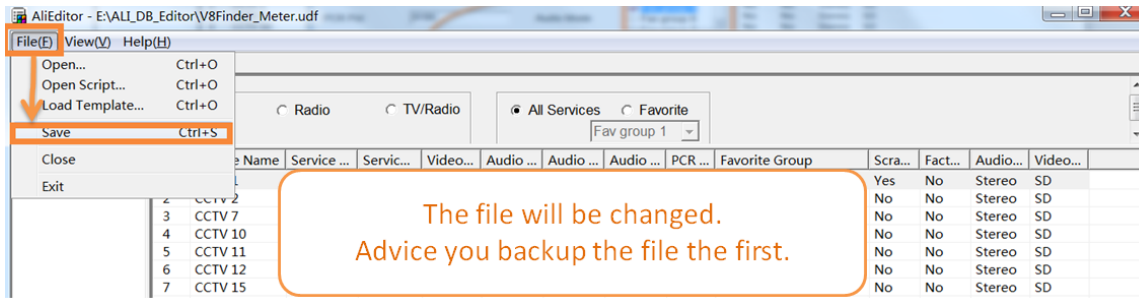 AliEditor - E:\ALI_DB_Editor\V8Finder_Meter.udf
File(F) View(V) Help(H)
Open... Ctrl+O
Open Script... Ctrl+O
Load Template... Ctrl+O
Save Ctrl+S
Close
Exit
Radio TV/Radio All Services Favorite
Fav group 1
Name Service ... Servic... Video... Audio ... Audio ... Audio ... PCR ... Favorite Group Scra... Fact... Audio... Video...
Yes No Stereo SD
2 CCTV 2 No No Stereo SD
3 CCTV 7 No No Stereo SD
4 CCTV 10 No No Stereo SD
5 CCTV 11 No No Stereo SD
6 CCTV 12 No No Stereo SD
7 CCTV 15 No No Stereo SD
The file will be changed.
Advice you backup the file the first.